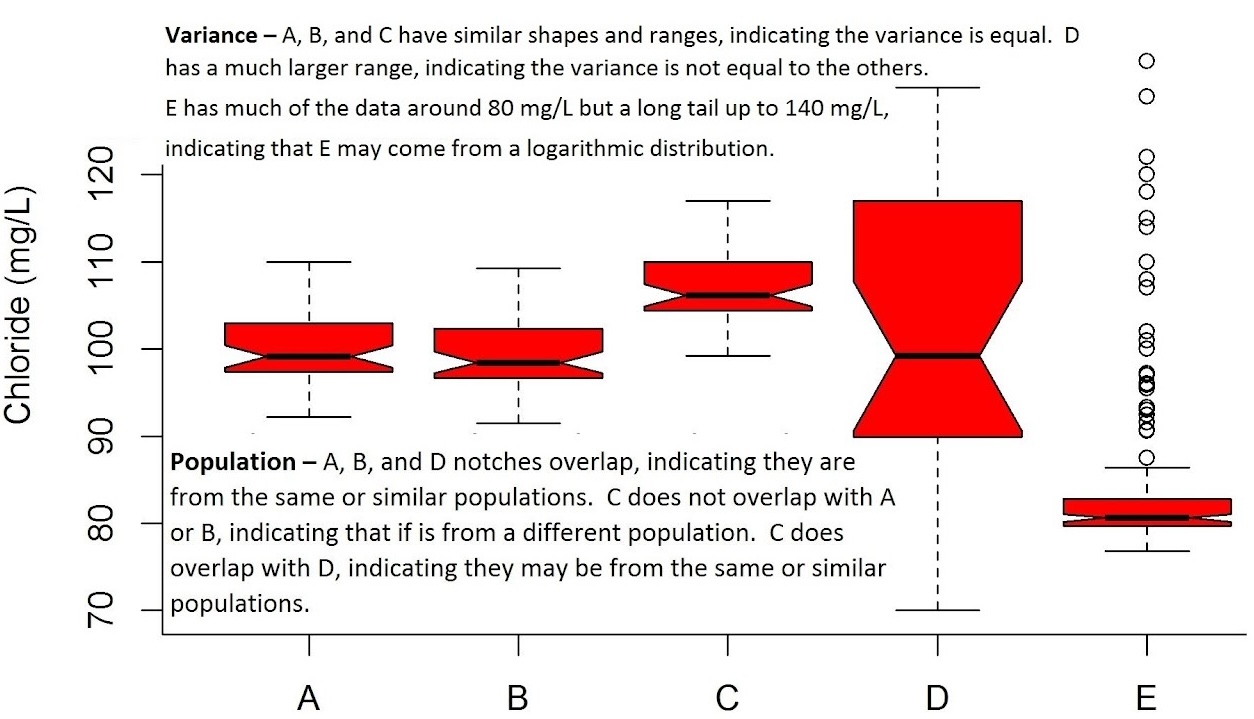 Variance – A, B, and C have similar shapes and ranges, indicating the variance is equal.  D
has a much larger range, indicating the variance is not equal to the others.
E has much of the data around 80 mg/L but a long tail up to 140 mg/L,
indicating that E may come from a logarithmic distribution.
Chloride (mg/L)
120
110
100
90
80
70
Population – A, B, and D notches overlap, indicating they are
from the same or similar populations.  C does not overlap with A
or B, indicating that if is from a different population.  C does
overlap with D, indicating they may be from the same or similar
populations.
A B C D E